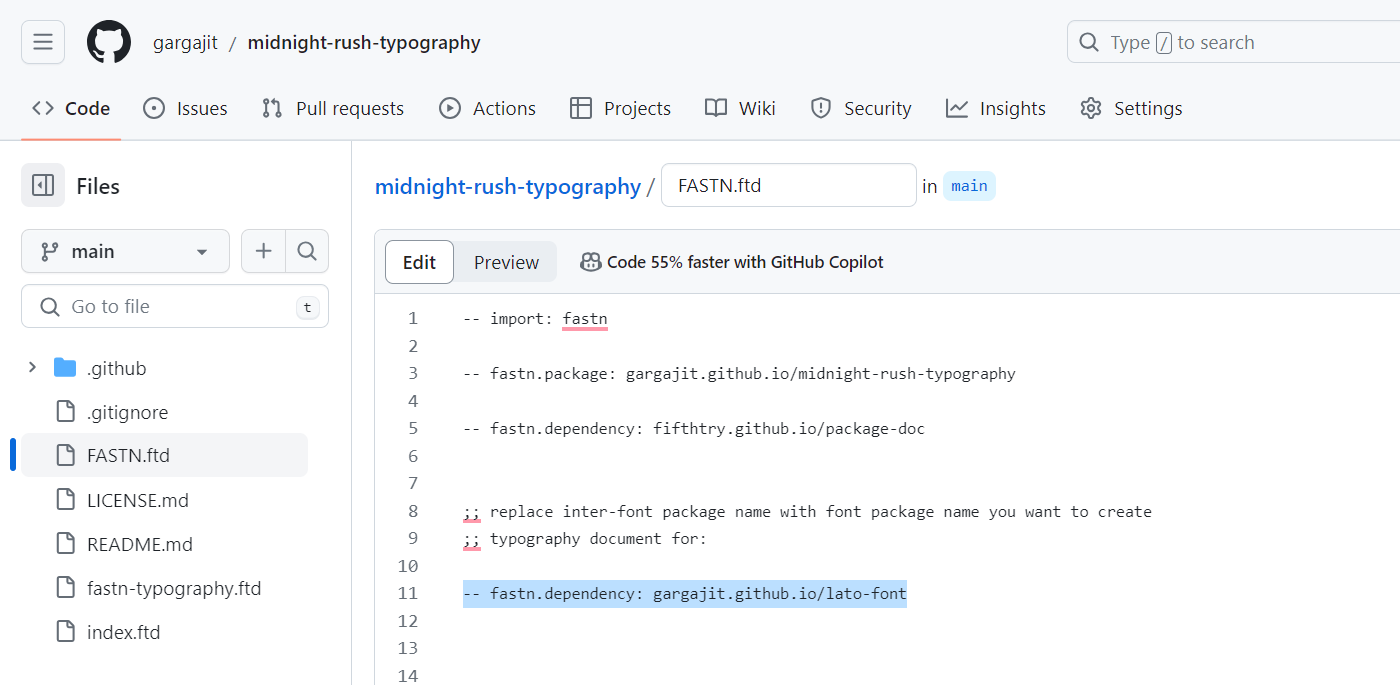 gargajit / midnight-rush-typography
Type / to search
Code Issues Pull requests Actions Projects Wiki Security Insights Settings
Files
midnight-rush-typography / FASTN.ftd in main
main
Go to file t
Edit Preview Code 55% faster with GitHub Copilot
.github
.gitignore
FASTN.ftd
LICENSE.md
README.md
fastn-typography.ftd
index.ftd
1 -- import: fastn
2
3 -- fastn.package: gargajit.github.io/midnight-rush-typography
4
5 -- fastn.dependency: fifthtry.github.io/package-doc
6
7
8 ;; replace inter-font package name with font package name you want to create
9 ;; typography document for:
10
11 -- fastn.dependency: gargajit.github.io/lato-font
12
13
14